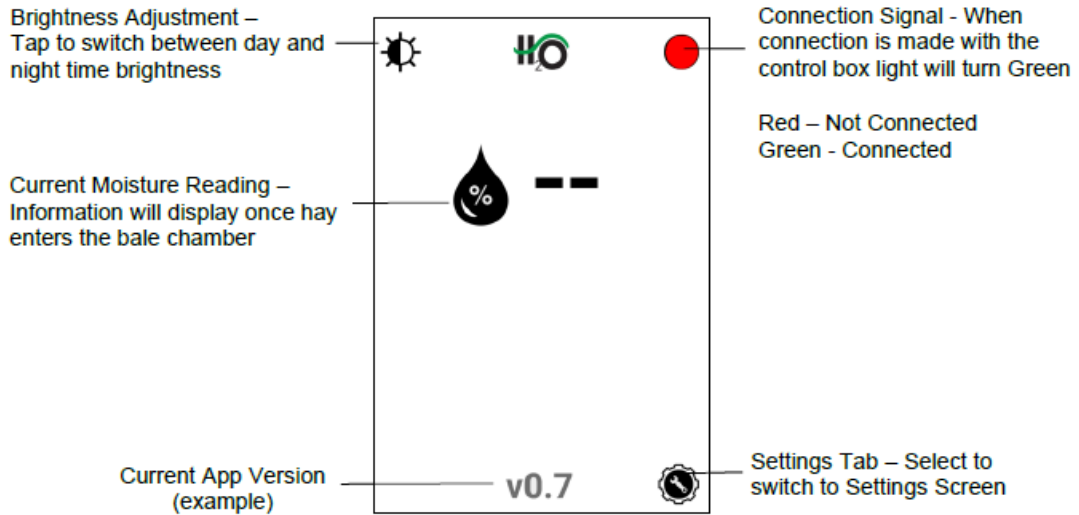 Brightness Adjustment –
Tap to switch between day and
night time brightness
H2O
Connection Signal - When
connection is made with the
control box light will turn Green
Red – Not Connected
Green - Connected
Current Moisture Reading –
Information will display once hay
enters the bale chamber
%
--
Current App Version
(example)
v0.7
Settings Tab – Select to
switch to Settings Screen